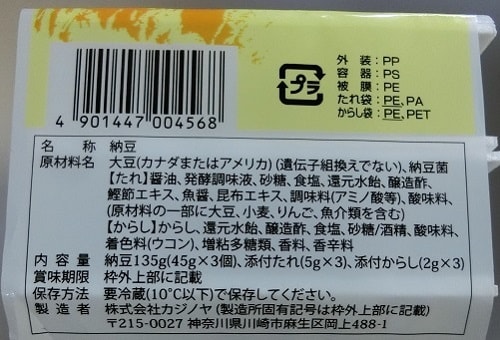 4 901447 004568
プラ
外装：PP
容器：PS
被膜：PE
たれ袋：PE、PA
からし袋：PE、PET
名称 納豆
原材料名 大豆(カナダまたはアメリカ)(遺伝子組換えでない)、納豆菌
【たれ】醤油、発酵調味液、砂糖、食塩、還元水飴、醸造酢、
鰹節エキス、魚醤、昆布エキス、調味料(アミノ酸等)、酸味料、
(原材料の一部に大豆、小麦、りんご、魚介類を含む)
【からし】からし、還元水飴、醸造酢、食塩、砂糖/酒精、酸味料、
着色料(ウコン)、増粘多糖類、香料、香辛料
内容量 納豆135g(45g×3個)、添付たれ(5g×3)、添付からし(2g×3)
賞味期限 枠外上部に記載
保存方法 要冷蔵(10℃以下)で保存してください。
製造者 株式会社カジノヤ(製造所固有記号は枠外上部に記載)
〒215-0027 神奈川県川崎市麻生区岡上488-1